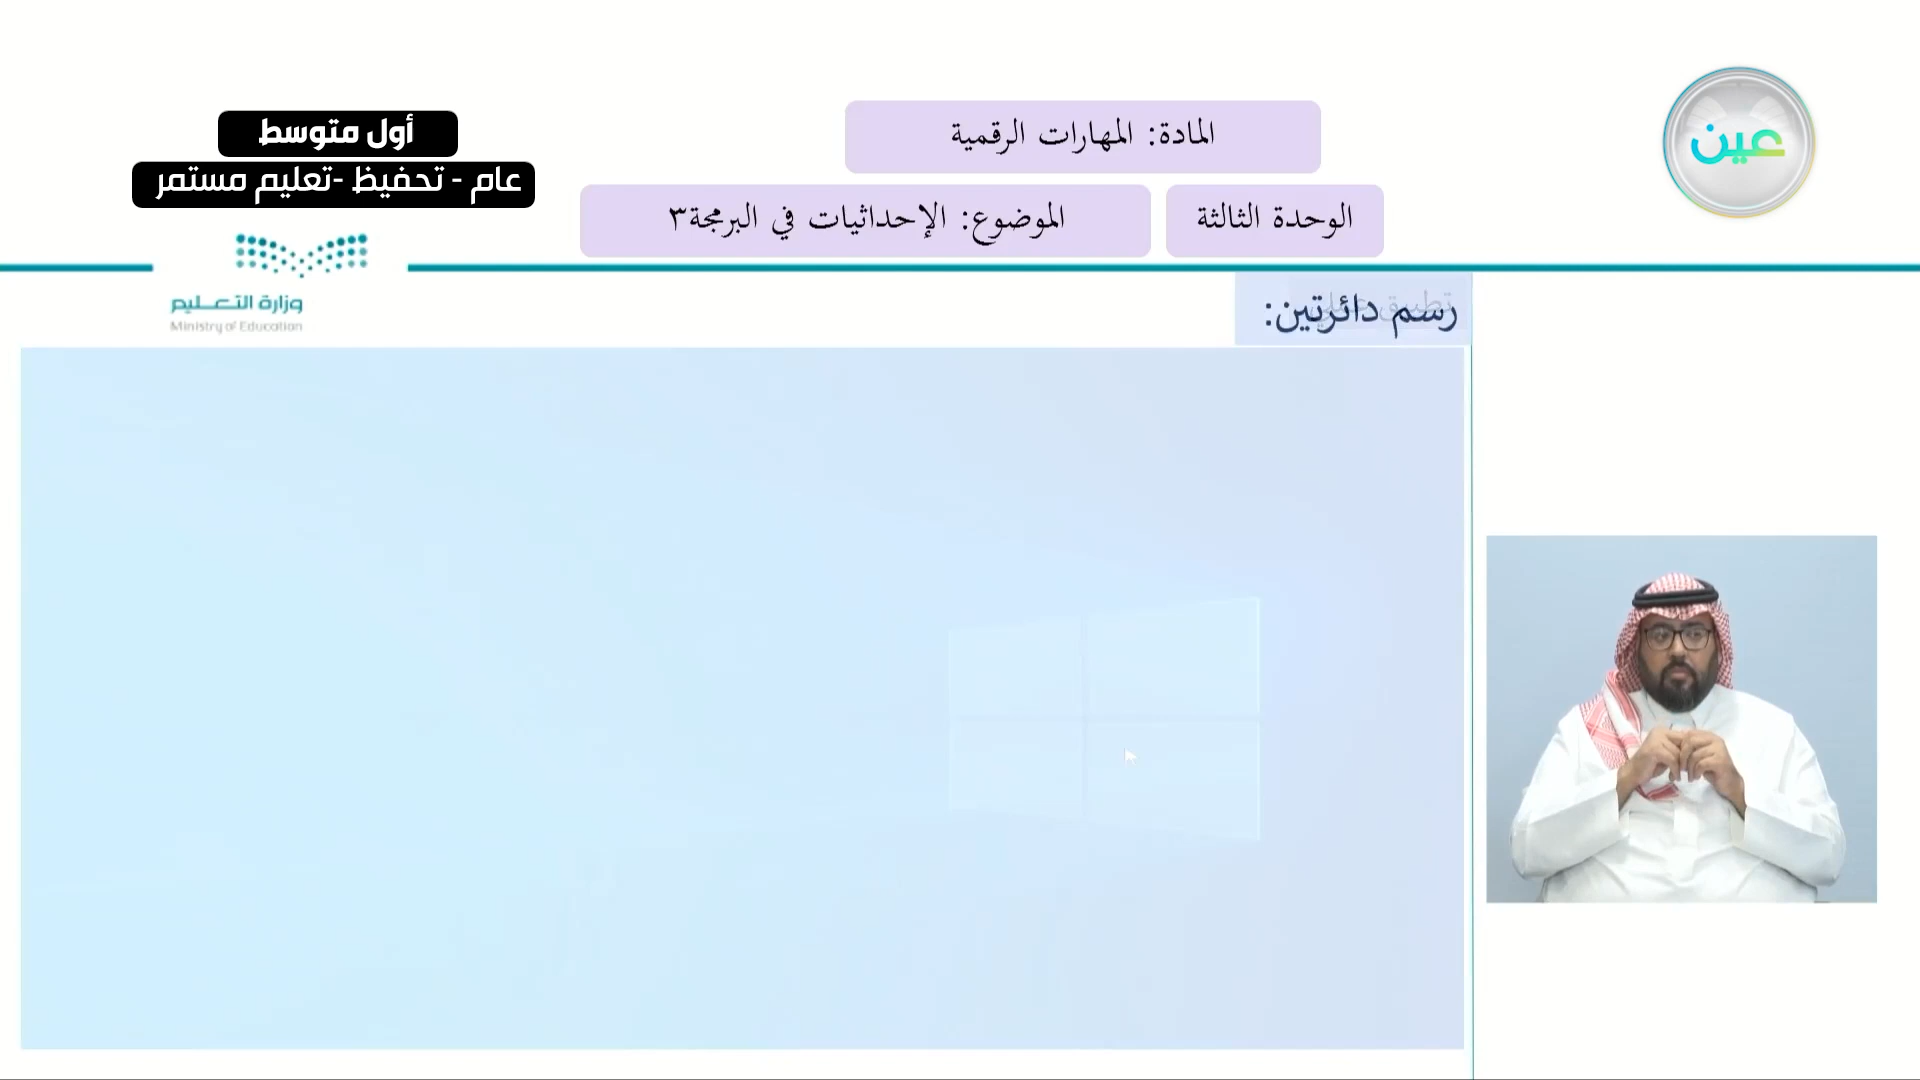 المادة: المهارات الرقمية
الوحدة الثالثة
الموضوع: الإحداثيات في البرمجة٣
أول متوسط
عام - تحفيظ -تعليم مستمر
عين
وزارة التعليم
Ministry of Education
رسم دائرتين: